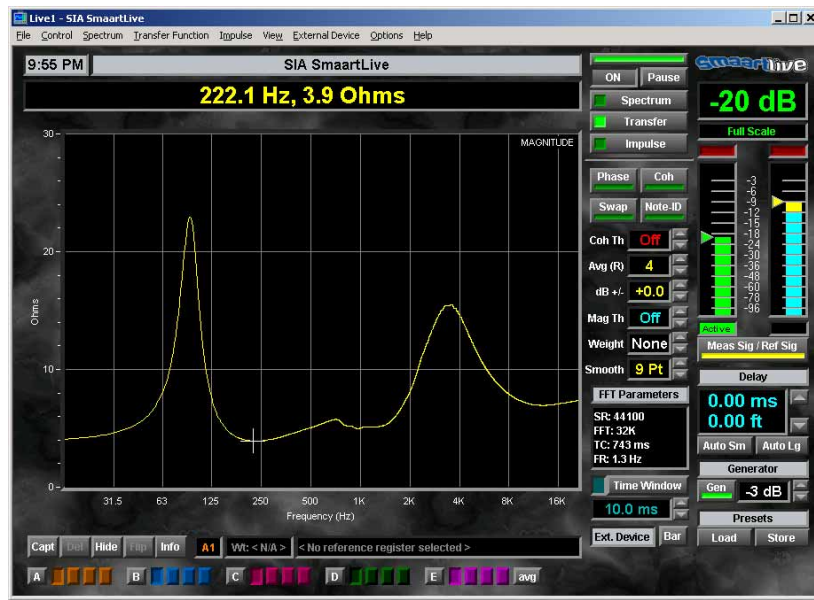 Live1 - SIA SmaartLive
File Control Spectrum Transfer Function Impulse View External Device Options Help
9:55 PM
SIA SmaartLive
222.1 Hz, 3.9 Ohms
30
20
10
0
Ohms
MAGNITUDE
31.5 63 125 250 500 1K 2K 4K 8K 16K
Frequency (Hz)
Capt Del Hide Flip Info A1 Wt: < N/A > < No reference register selected >
A B C D E avg
ON Pause
Spectrum
Transfer
Impulse
Phase Coh
Swap Note-ID
Coh Th Off
Avg (R) 4
dB +/- +0.0
Mag Th Off
Weight None
Smooth 9 Pt
FFT Parameters
SR: 44100
FFT: 32K
TC: 743 ms
FR: 1.3 Hz
Time Window
10.0 ms
Ext. Device Bar
smaartlive
-20 dB
Full Scale
-3
-6
-9
-12
-15
-18
-24
-30
-36
-48
-60
-78
-96
Active
Meas Sig / Ref Sig
Delay
0.00 ms
0.00 ft
Auto Sm Auto Lg
Generator
Gen -3 dB
Presets
Load Store